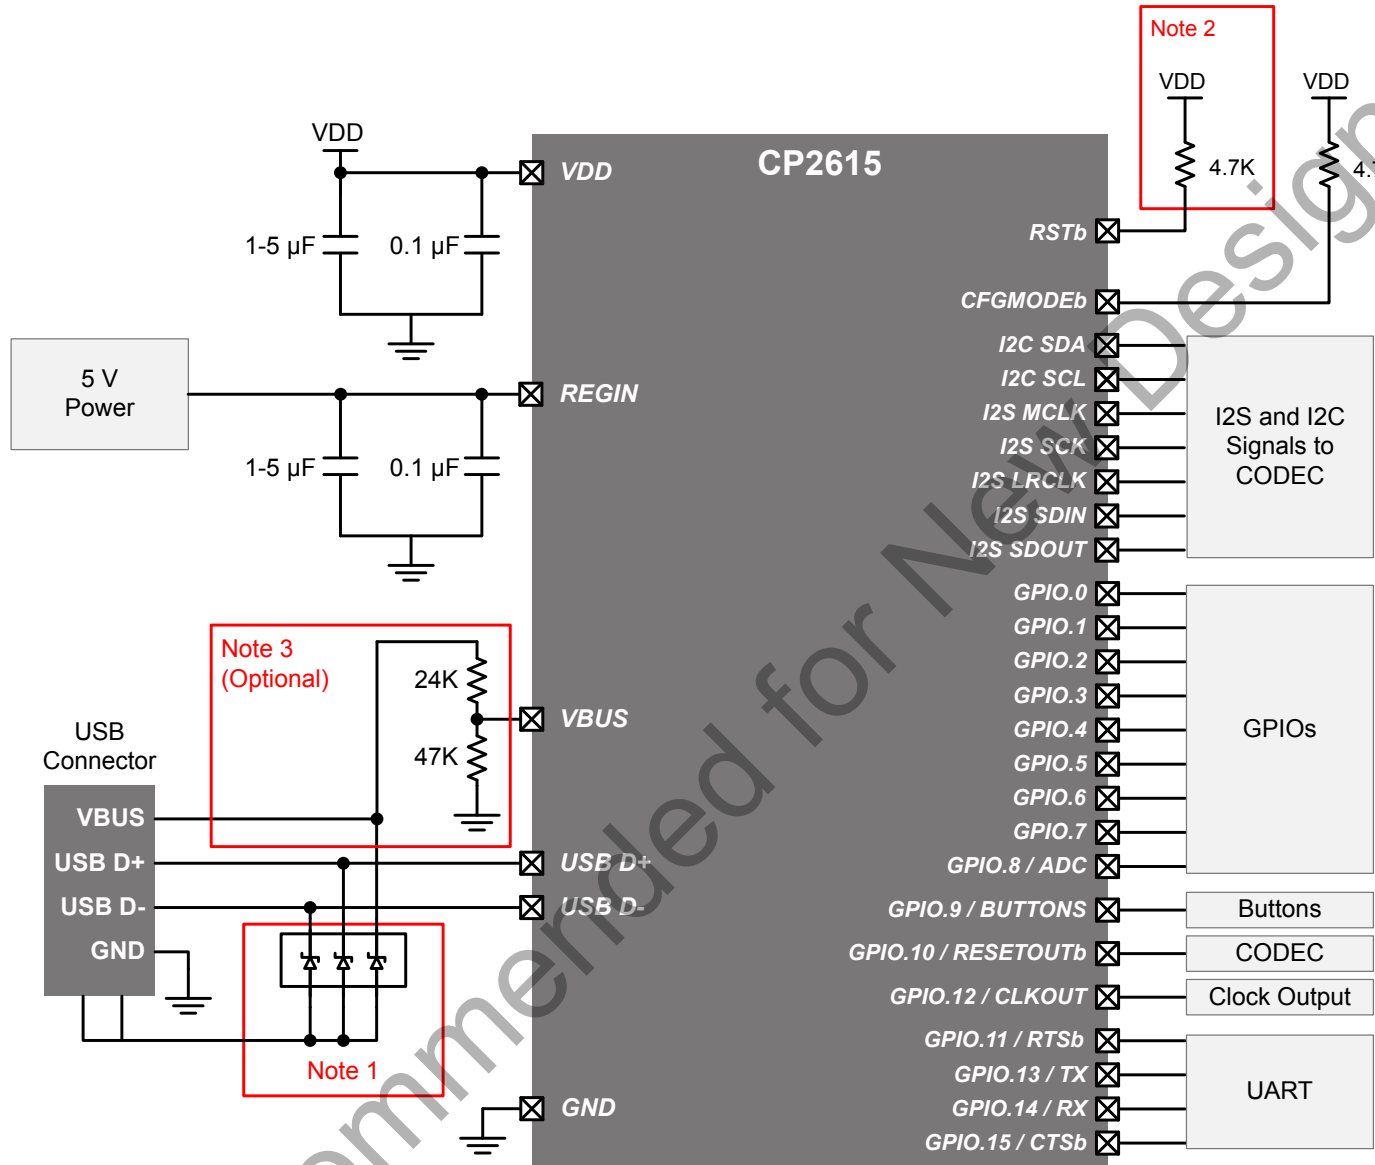 Note 2
VDD
VDD
4.7K
VDD
CP2615
VDD
1-5 µF
0.1 µF
RSTb
CFGMODEb
5 V
Power
REGIN
1-5 µF
0.1 µF
I2C SDA
I2C SCL
I2S MCLK
I2S SCK
I2S LRCLK
I2S SDIN
I2S SDOUT
I2S and I2C
Signals to
CODEC
GPIO.0
GPIO.1
GPIO.2
GPIO.3
GPIO.4
GPIO.5
GPIO.6
GPIO.7
GPIO.8 / ADC
GPIOs
Note 3
(Optional)
24K
47K
VBUS
USB
Connector
VBUS
USB D+
USB D-
GND
USB D+
USB D-
Note 1
GND
GPIO.9 / BUTTONS
Buttons
GPIO.10 / RESETOUTb
CODEC
GPIO.12 / CLKOUT
Clock Output
GPIO.11 / RTSb
GPIO.13 / TX
GPIO.14 / RX
GPIO.15 / CTSb
UART
for New